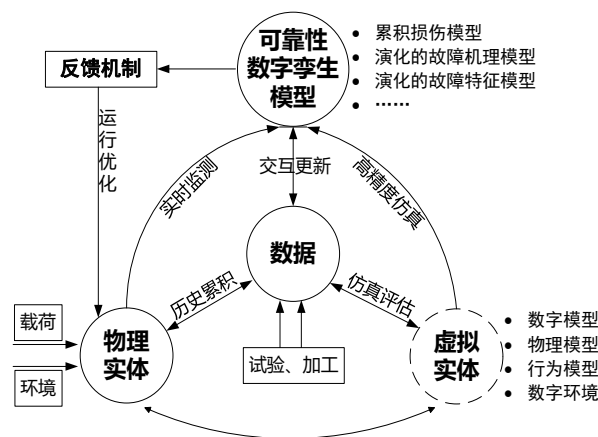 可靠性
数字孪生
模型
• 累积损伤模型
• 演化的故障机理模型
• 演化的故障特征模型
• ……
反馈机制
运行优化
实时监测
交互更新
高精度仿真
数据
历史累积
仿真评估
载荷
环境
物理
实体
试验、加工
虚拟
实体
• 数字模型
• 物理模型
• 行为模型
• 数字环境